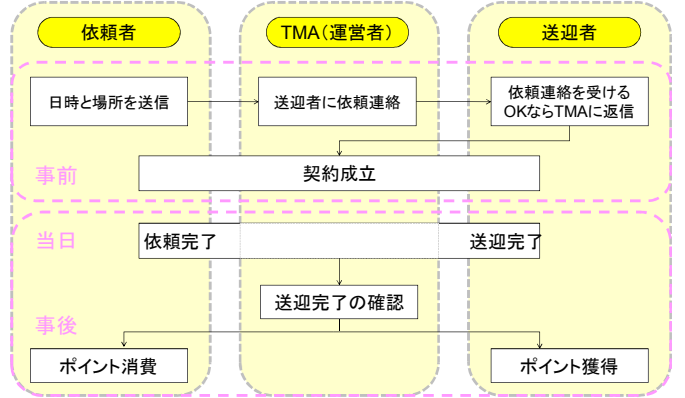 依頼者
TMA（運営者）
送迎者
日時と場所を送信
送迎者に依頼連絡
依頼連絡を受ける
OKならTMAに返信
契約成立
事前
当日
依頼完了
送迎完了
送迎完了の確認
事後
ポイント消費
ポイント獲得